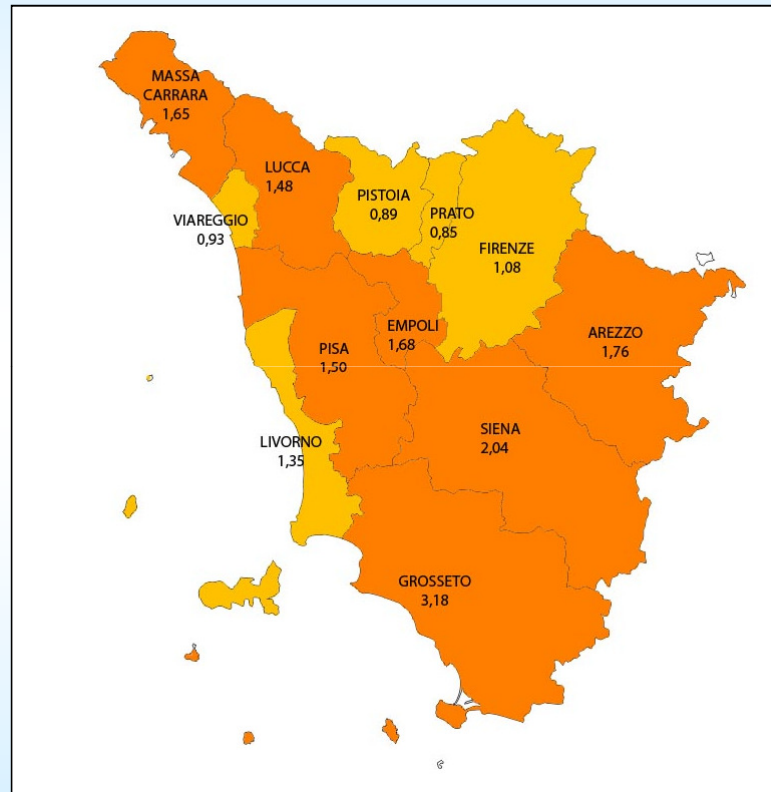 MASSA
CARRARA
1,65
LUCCA
1,48
VIAREGGIO
0,93
PISTOIA
0,89
PRATO
0,85
FIRENZE
1,08
EMPOLI
1,68
AREZZO
1,76
PISA
1,50
SIENA
2,04
LIVORNO
1,35
GROSSETO
3,18